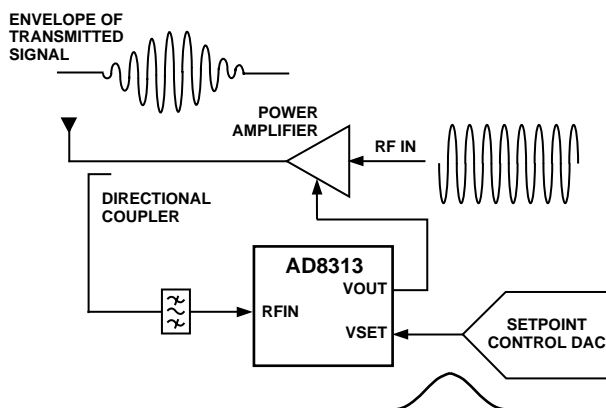 ENVELOPE OF
TRANSMITTED
SIGNAL
POWER
AMPLIFIER
RF IN
DIRECTIONAL
COUPLER
AD8313
VOUT
RFIN
VSET
SETPOINT
CONTROL DAC